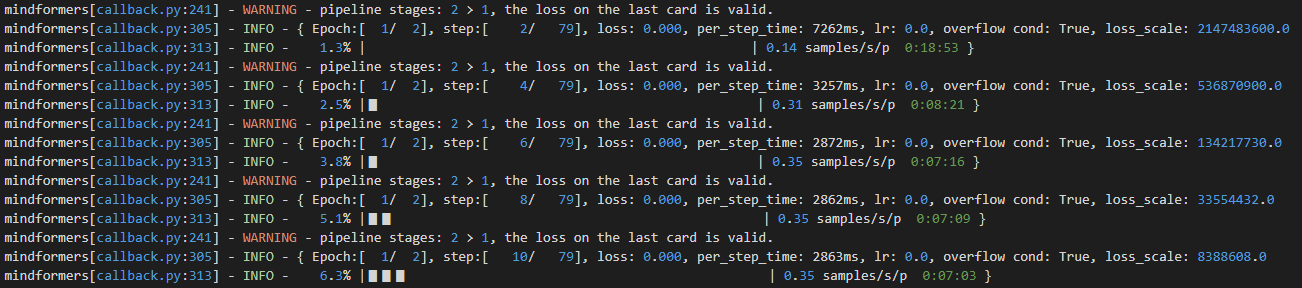 mindformers[callback.py:241] - WARNING - pipeline stages: 2 > 1, the loss on the last card is valid.
mindformers[callback.py:305] - INFO - { Epoch:[  1/  2], step:[    2/   79], loss: 0.000, per_step_time: 7262ms, lr: 0.0, overflow cond: True, loss_scale: 2147483600.0
mindformers[callback.py:313] - INFO -    1.3% |                                                  | 0.14 samples/s/p  0:18:53 }
mindformers[callback.py:241] - WARNING - pipeline stages: 2 > 1, the loss on the last card is valid.
mindformers[callback.py:305] - INFO - { Epoch:[  1/  2], step:[    4/   79], loss: 0.000, per_step_time: 3257ms, lr: 0.0, overflow cond: True, loss_scale: 536870900.0
mindformers[callback.py:313] - INFO -    2.5% |█                                                 | 0.31 samples/s/p  0:08:21 }
mindformers[callback.py:241] - WARNING - pipeline stages: 2 > 1, the loss on the last card is valid.
mindformers[callback.py:305] - INFO - { Epoch:[  1/  2], step:[    6/   79], loss: 0.000, per_step_time: 2872ms, lr: 0.0, overflow cond: True, loss_scale: 134217730.0
mindformers[callback.py:313] - INFO -    3.8% |█                                                 | 0.35 samples/s/p  0:07:16 }
mindformers[callback.py:241] - WARNING - pipeline stages: 2 > 1, the loss on the last card is valid.
mindformers[callback.py:305] - INFO - { Epoch:[  1/  2], step:[    8/   79], loss: 0.000, per_step_time: 2862ms, lr: 0.0, overflow cond: True, loss_scale: 33554432.0
mindformers[callback.py:313] - INFO -    5.1% |██                                                | 0.35 samples/s/p  0:07:09 }
mindformers[callback.py:241] - WARNING - pipeline stages: 2 > 1, the loss on the last card is valid.
mindformers[callback.py:305] - INFO - { Epoch:[  1/  2], step:[   10/   79], loss: 0.000, per_step_time: 2863ms, lr: 0.0, overflow cond: True, loss_scale: 8388608.0
mindformers[callback.py:313] - INFO -    6.3% |███                                               | 0.35 samples/s/p  0:07:03 }